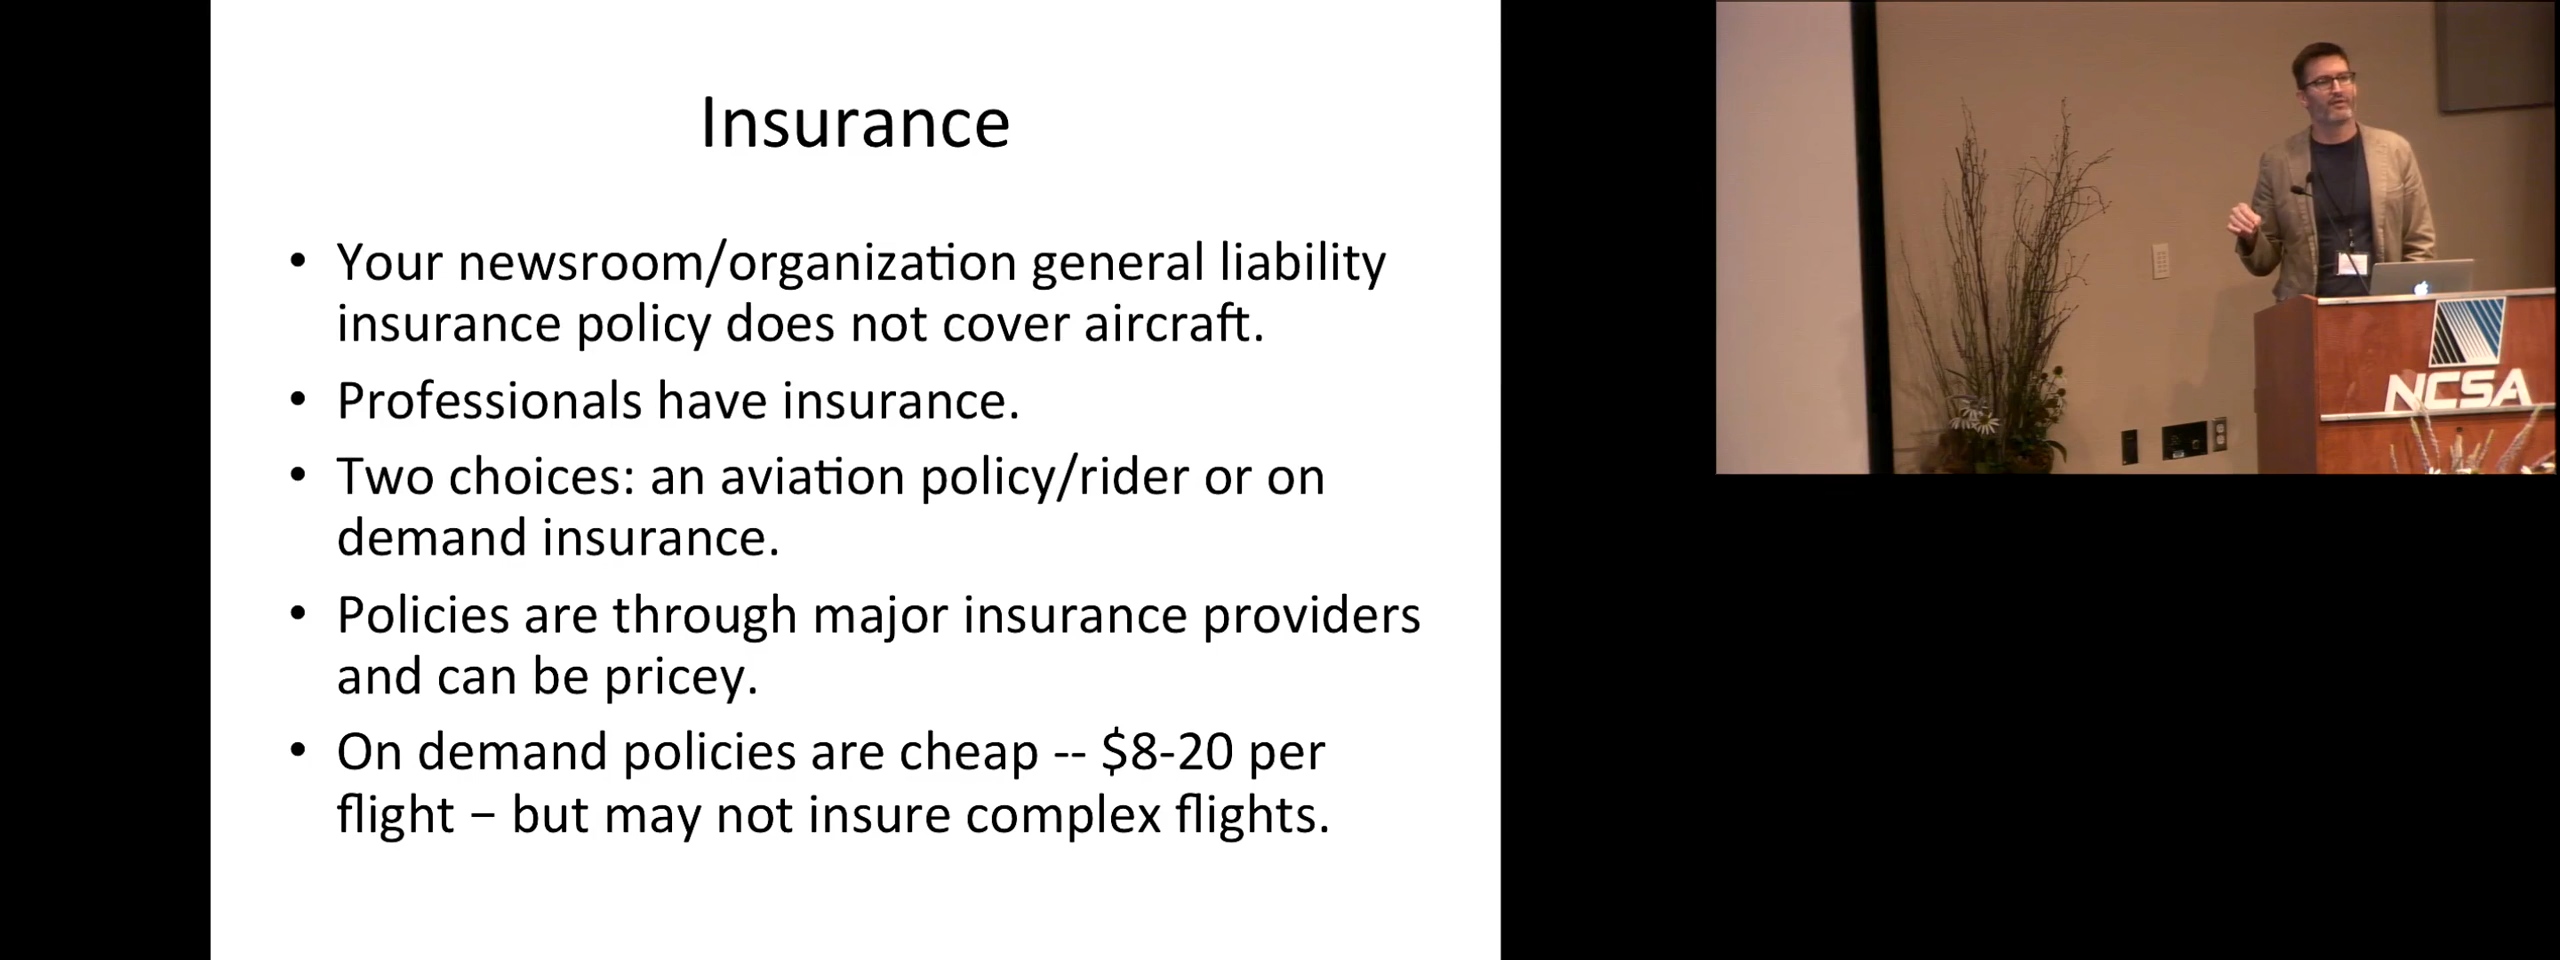 Insurance
• Your newsroom/organization general liability
insurance policy does not cover aircraft.
• Professionals have insurance.
• Two choices: an aviation policy/rider or on
demand insurance.
• Policies are through major insurance providers
and can be pricey.
• On demand policies are cheap -- $8-20 per
flight – but may not insure complex flights.
NCSA